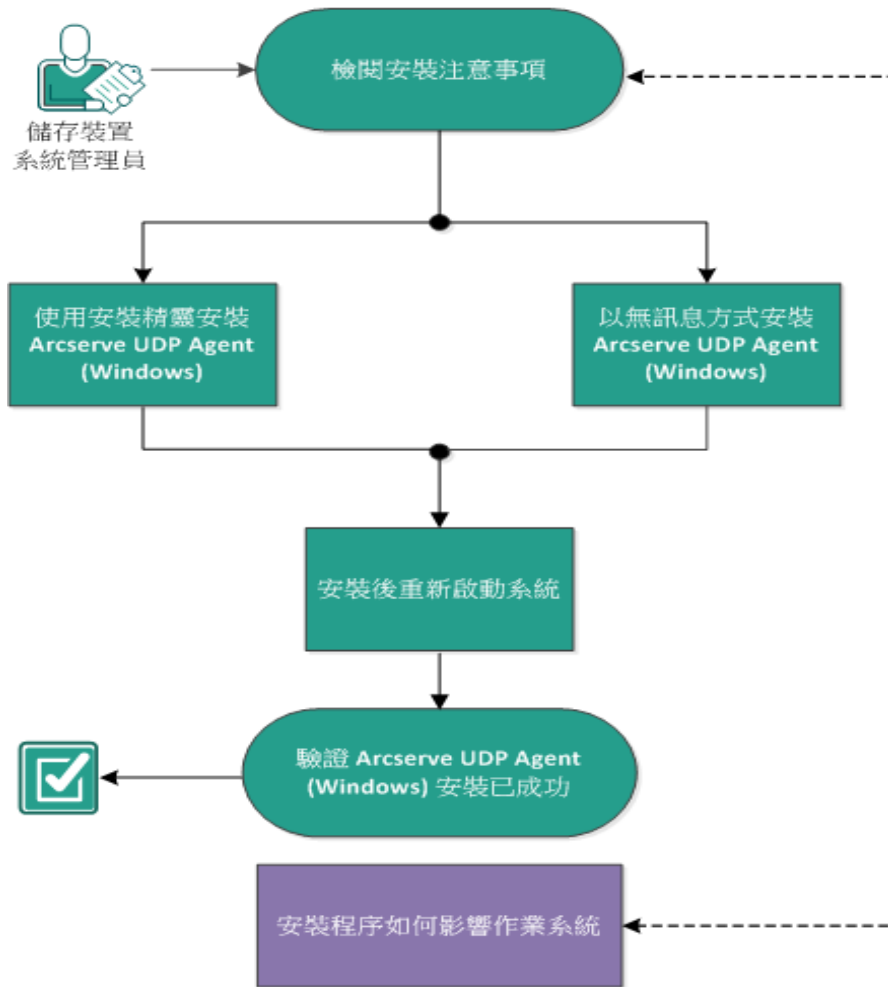 檢閱安裝注意事項
儲存裝置
系統管理員
使用安裝精靈安裝
Arcserve UDP Agent
(Windows)
以無訊息方式安裝
Arcserve UDP Agent
(Windows)
安裝後重新啟動系統
驗證 Arcserve UDP Agent
(Windows) 安裝已成功
安裝程序如何影響作業系統